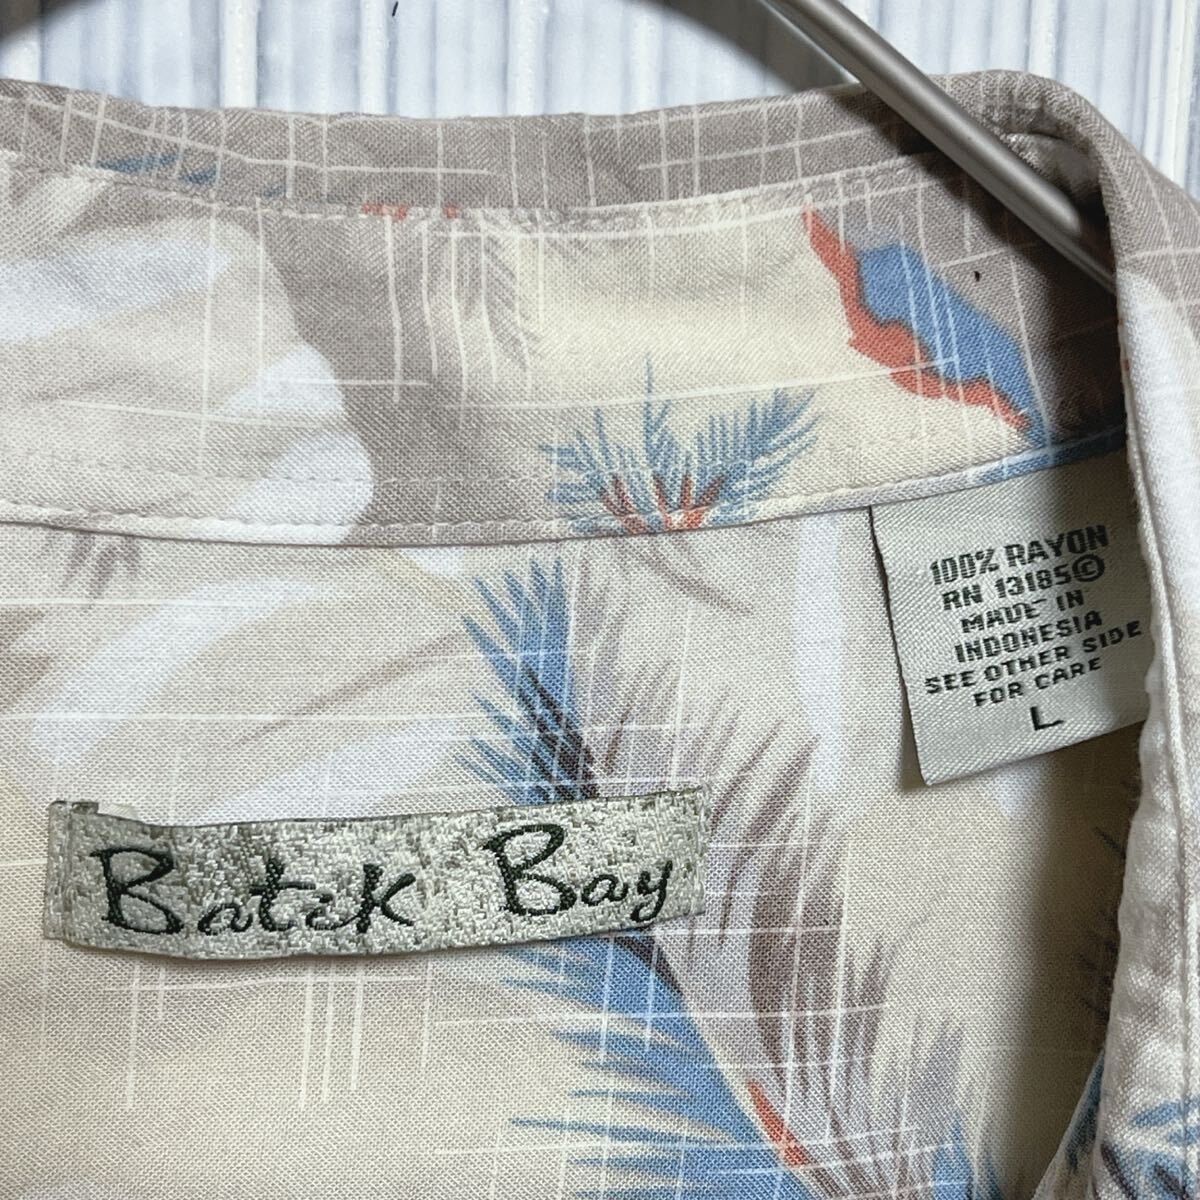 100% RAYON
RN 13185©
MADE IN
INDONESIA
SEE OTHER SIDE
FOR CARE
L
Batik Bay